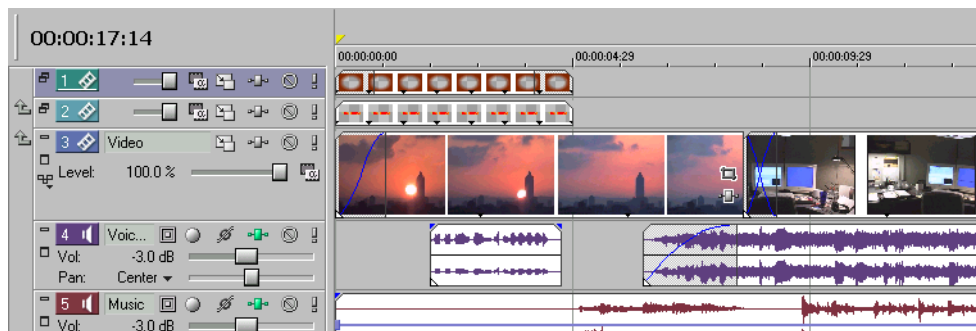 00:00:17:14
00:00:00:00 00:00:04:29 00:00:09:29
1
2
3 Video
Level: 100.0 %
4 Voic...
Vol: -3.0 dB
Pan: Center
5 Music
Vol: -3.0 dB